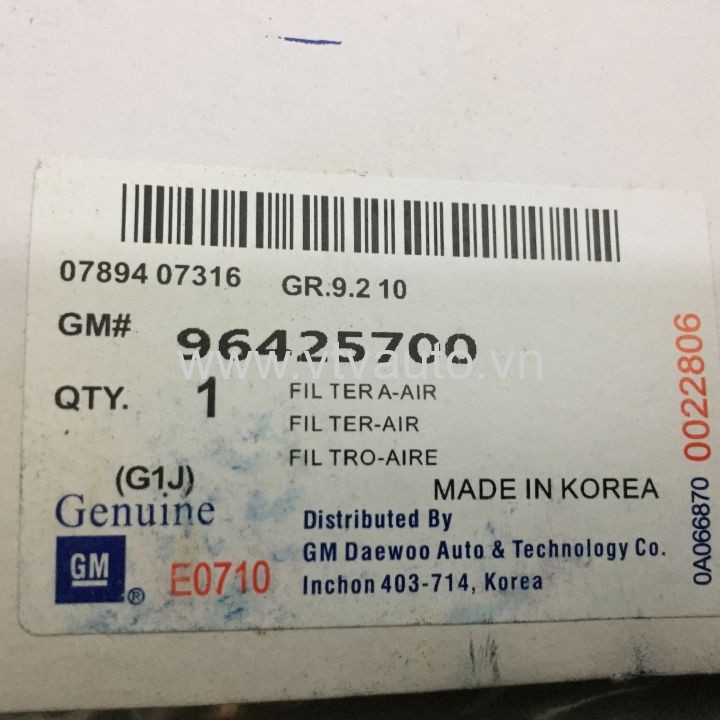 07894 07316 GR.9.2 10
GM# 96425700
www.vtvauto.vn
QTY. 1 FIL TER A-AIR
FIL TER-AIR
FIL TRO-AIRE
(G1J)
MADE IN KOREA
Genuine
GM ® E0710
Distributed By
GM Daewoo Auto & Technology Co.
Inchon 403-714, Korea
0022806
0A066870